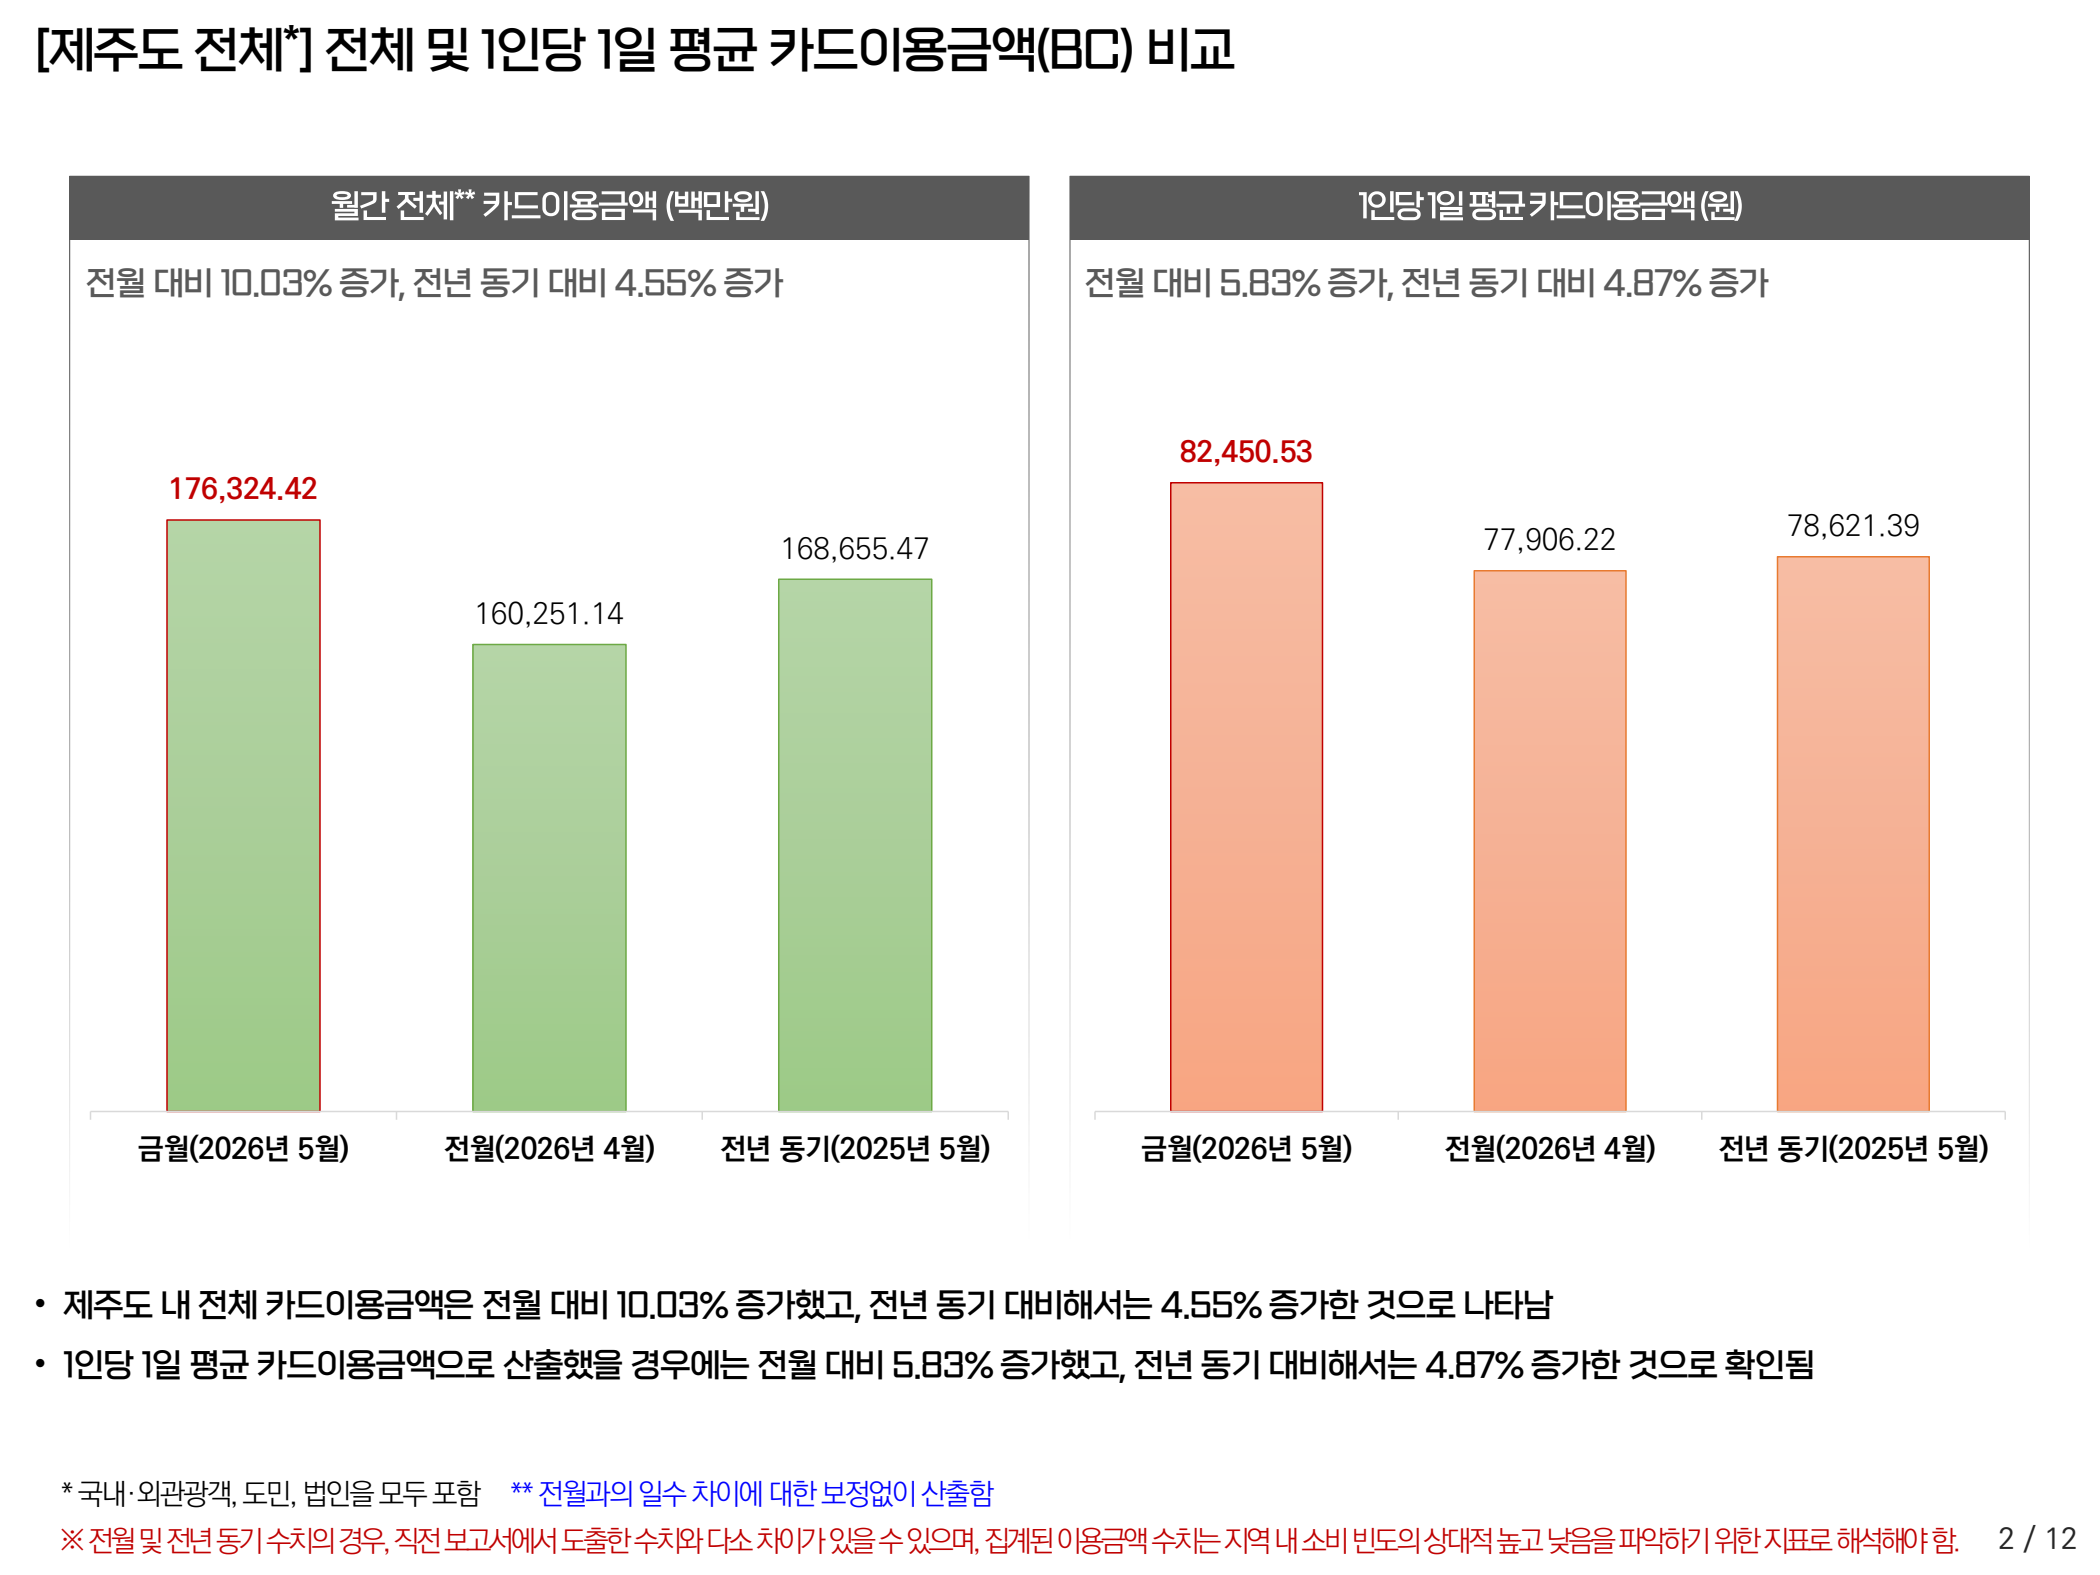 [제주도 전체*] 전체 및 1인당 1일 평균 카드이용금액(BC) 비교
월간 전체** 카드이용금액 (백만원)
전월 대비 10.03% 증가, 전년 동기 대비 4.55% 증가
176,324.42
160,251.14
168,655.47
금월(2026년 5월)
전월(2026년 4월)
전년 동기(2025년 5월)
1인당 1일 평균 카드이용금액 (원)
전월 대비 5.83% 증가, 전년 동기 대비 4.87% 증가
82,450.53
77,906.22
78,621.39
금월(2026년 5월)
전월(2026년 4월)
전년 동기(2025년 5월)
• 제주도 내 전체 카드이용금액은 전월 대비 10.03% 증가했고, 전년 동기 대비해서는 4.55% 증가한 것으로 나타남
• 1인당 1일 평균 카드이용금액으로 산출했을 경우에는 전월 대비 5.83% 증가했고, 전년 동기 대비해서는 4.87% 증가한 것으로 확인됨
* 국내·외관광객, 도민, 법인을 모두 포함 ** 전월과의 일수 차이에 대한 보정없이 산출함
※ 전월 및 전년 동기 수치의 경우, 직전 보고서에서 도출한 수치와 다소 차이가 있을 수 있으며, 집계된 이용금액 수치는 지역 내 소비 빈도의 상대적 높고 낮음을 파악하기 위한 지표로 해석해야 함.
2 / 12